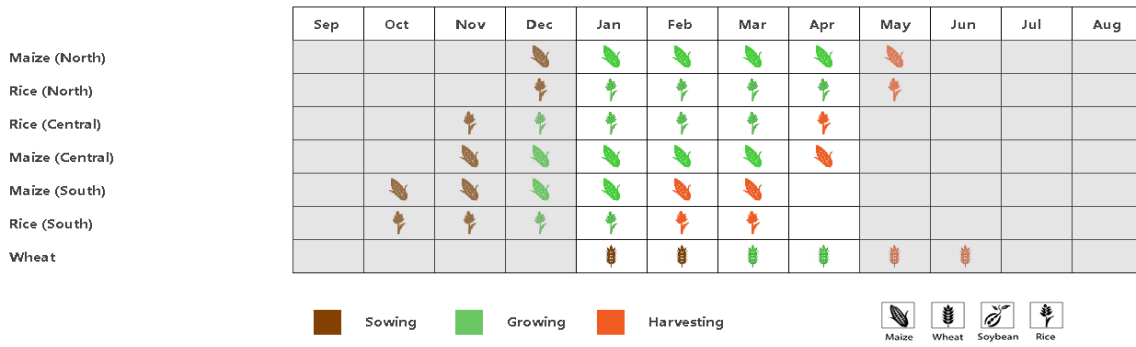 Sep Oct Nov Dec Jan Feb Mar Apr May Jun Jul Aug
Maize (North)
Rice (North)
Rice (Central)
Maize (Central)
Maize (South)
Rice (South)
Wheat
Sowing Growing Harvesting
Maize Wheat Soybean Rice